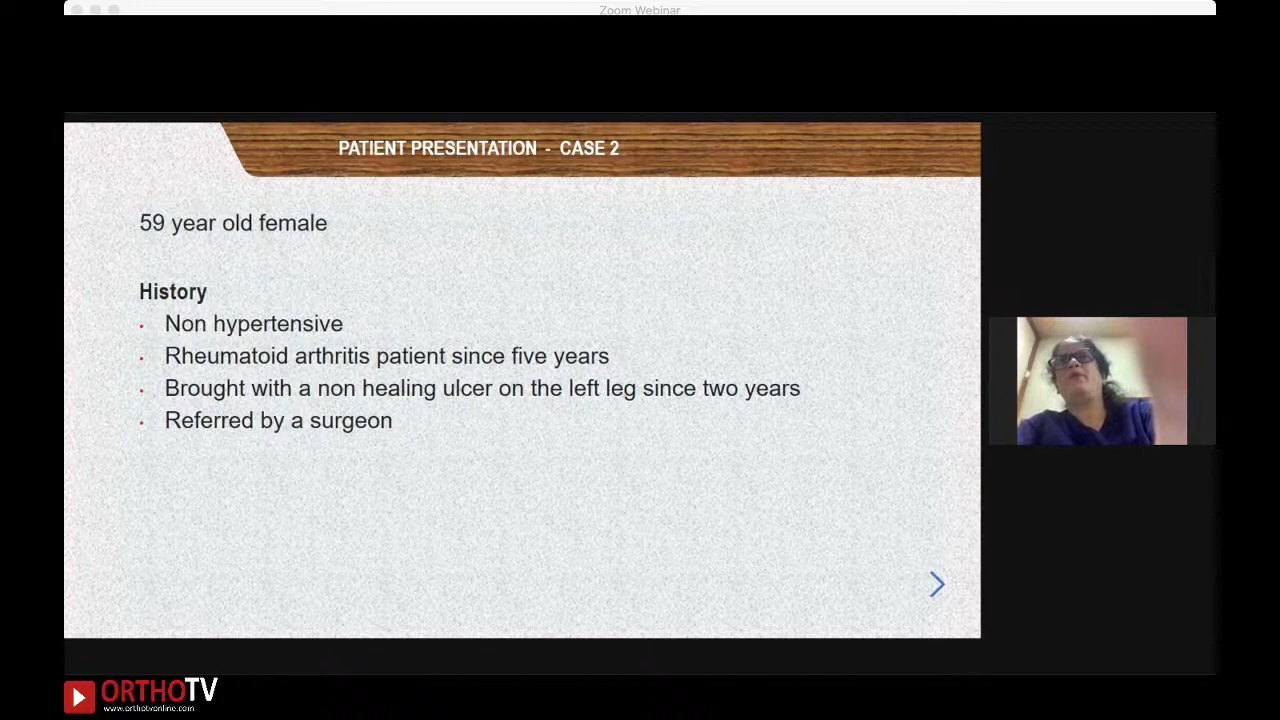 Zoom Webinar
PATIENT PRESENTATION - CASE 2
59 year old female
History
Non hypertensive
Rheumatoid arthritis patient since five years
Brought with a non healing ulcer on the left leg since two years
Referred by a surgeon
ORTHOTV
www.orthotvonline.com